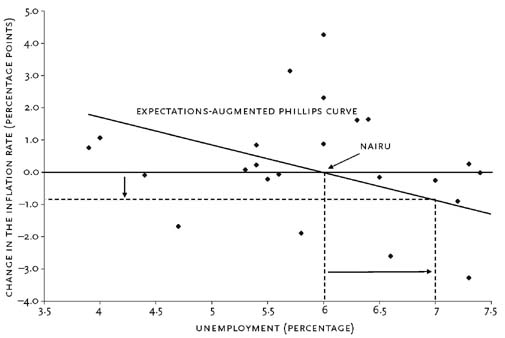 CHANGE IN THE INFLATION RATE (PERCENTAGE POINTS)
5.0
4.0
3.0
2.0
1.0
0.0
−1.0
−2.0
−3.0
−4.0
EXPECTATIONS-AUGMENTED PHILLIPS CURVE
NAIRU
3.5 4 4.5 5 5.5 6 6.5 7 7.5
UNEMPLOYMENT (PERCENTAGE)